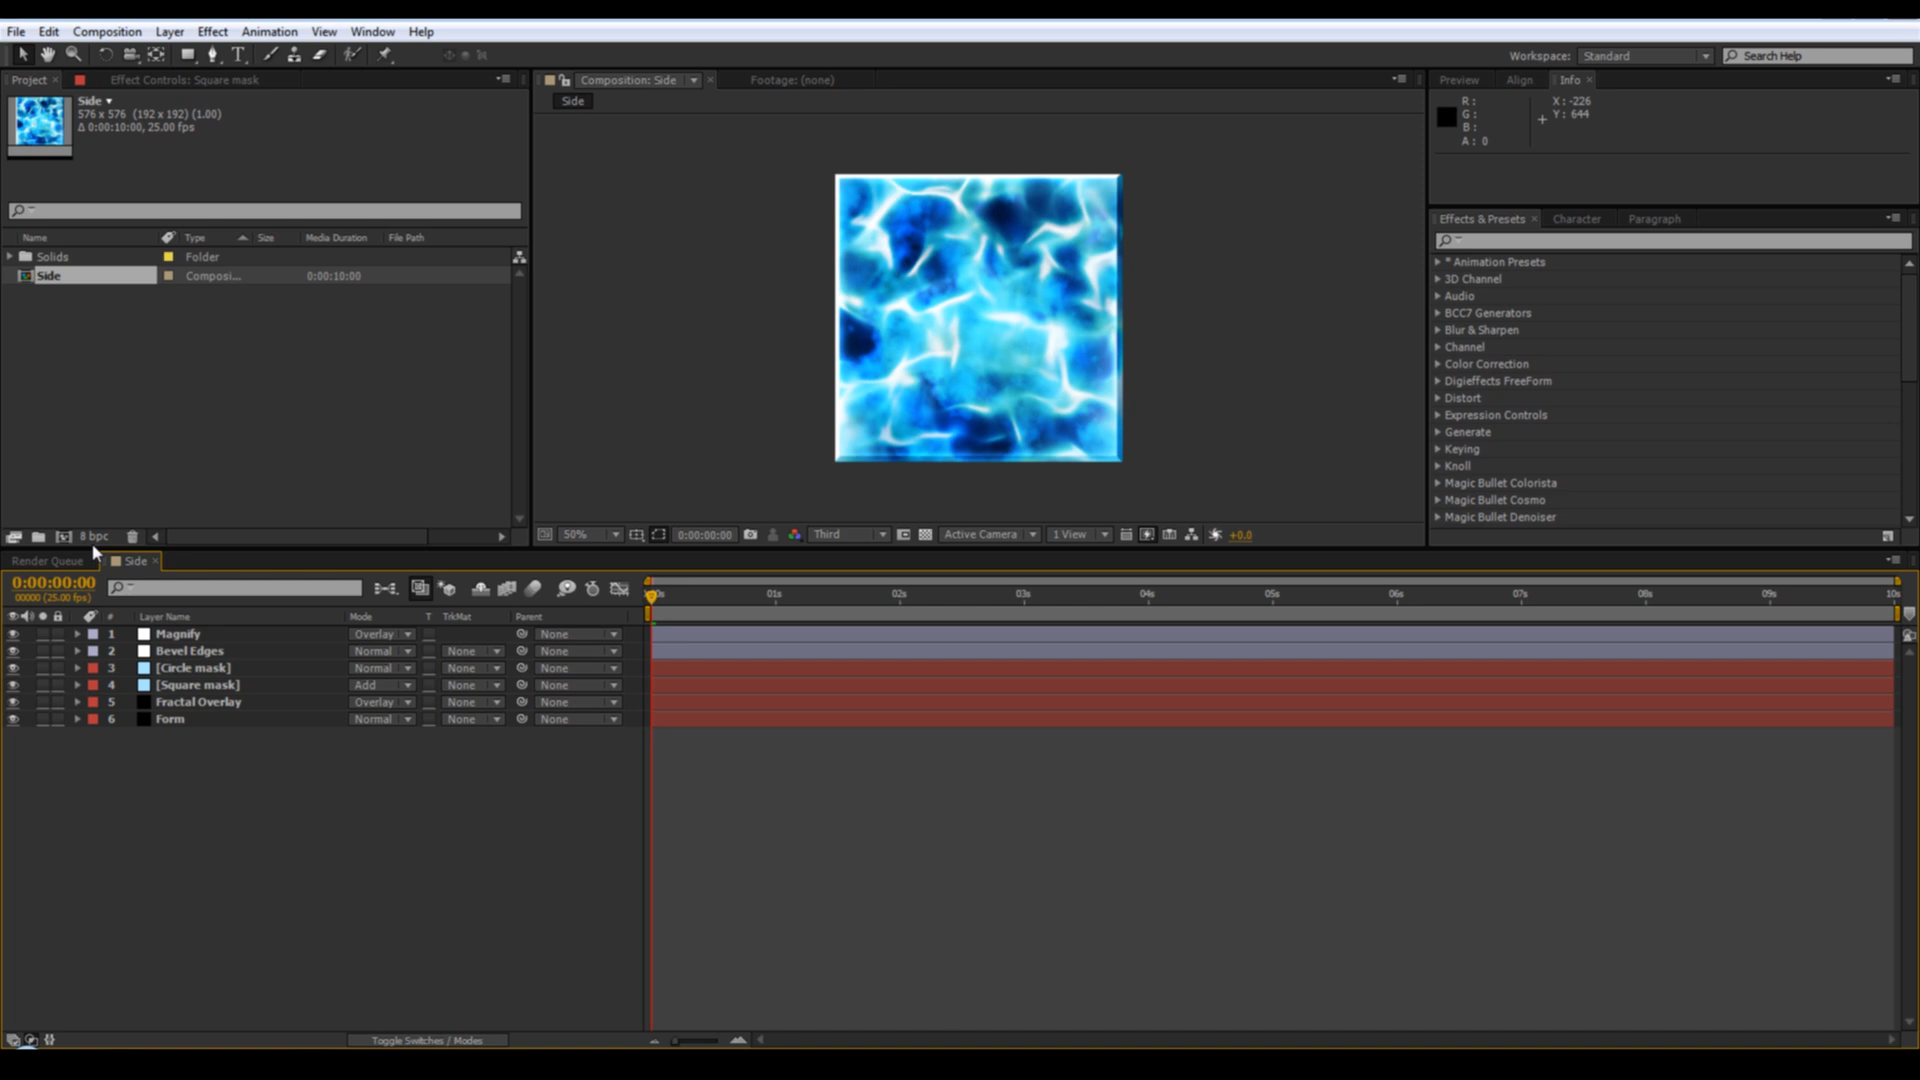 File Edit Composition Layer Effect Animation View Window Help
Workspace: Standard Search Help
Project Effect Controls: Square mask
Side
576 x 576 (192 x 192) (1.00)
Δ 0:00:10:00, 25.00 fps
Name Type Size Media Duration File Path
Solids Folder
Side Composi... 0:00:10:00
8 bpc
Composition: Side Footage: (none)
Side
50% 0:00:00:00 Third Active Camera 1 View +0.0
Preview Align Info
R: X: -226
G: Y: 644
B:
A: 0
Effects & Presets Character Paragraph
* Animation Presets
3D Channel
Audio
BCC7 Generators
Blur & Sharpen
Channel
Color Correction
Digieffects FreeForm
Distort
Expression Controls
Generate
Keying
Knoll
Magic Bullet Colorista
Magic Bullet Cosmo
Magic Bullet Denoiser
Render Queue Side
0:00:00:00
00000 (25.00 fps)
01s 02s 03s 04s 05s 06s 07s 08s 09s 10s
# Layer Name Mode T TrkMat Parent
1 Magnify Overlay None
2 Bevel Edges Normal None None
3 [Circle mask] Normal None None
4 [Square mask] Add None None
5 Fractal Overlay Overlay None None
6 Form Normal None None
Toggle Switches / Modes